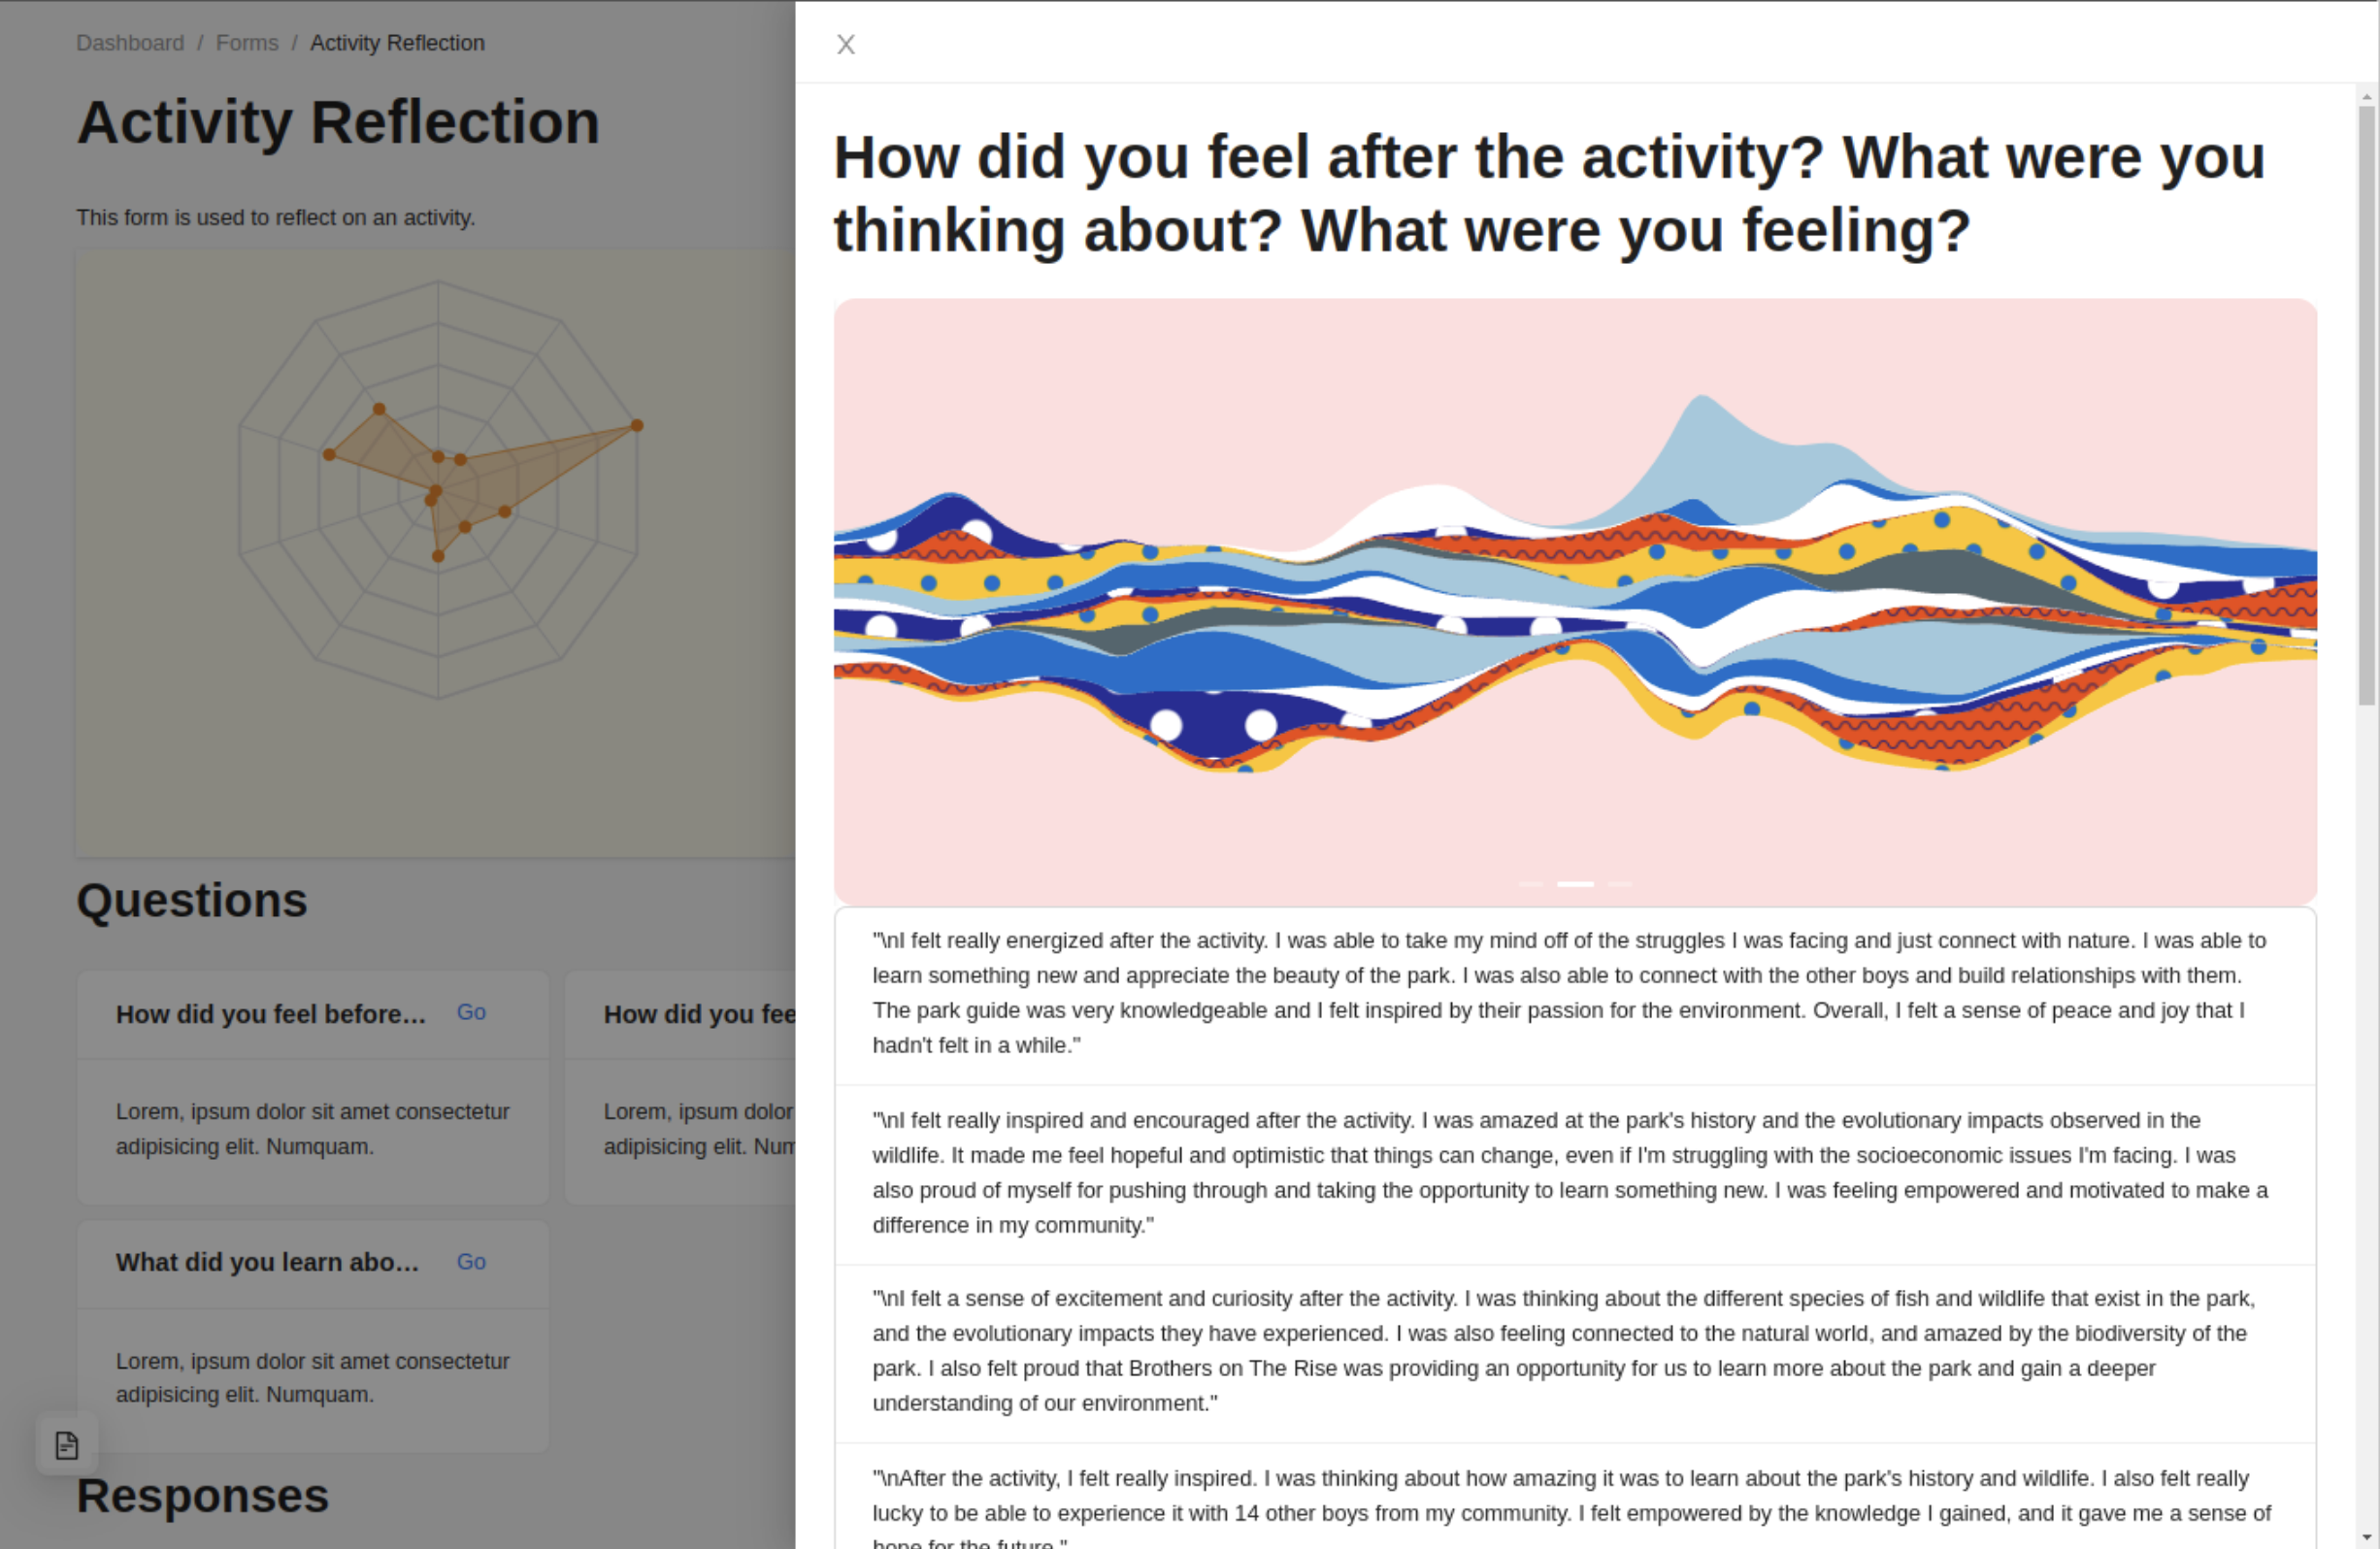 Dashboard / Forms / Activity Reflection
Activity Reflection
This form is used to reflect on an activity.
Questions
How did you feel before... Go
Lorem, ipsum dolor sit amet consectetur
adipisicing elit. Numquam.
How did you fee
Lorem, ipsum dolor
adipisicing elit. Num
What did you learn abo... Go
Lorem, ipsum dolor sit amet consectetur
adipisicing elit. Numquam.
Responses
X
How did you feel after the activity? What were you
thinking about? What were you feeling?
"\nI felt really energized after the activity. I was able to take my mind off of the struggles I was facing and just connect with nature. I was able to
learn something new and appreciate the beauty of the park. I was also able to connect with the other boys and build relationships with them.
The park guide was very knowledgeable and I felt inspired by their passion for the environment. Overall, I felt a sense of peace and joy that I
hadn't felt in a while."
"\nI felt really inspired and encouraged after the activity. I was amazed at the park's history and the evolutionary impacts observed in the
wildlife. It made me feel hopeful and optimistic that things can change, even if I'm struggling with the socioeconomic issues I'm facing. I was
also proud of myself for pushing through and taking the opportunity to learn something new. I was feeling empowered and motivated to make a
difference in my community."
"\nI felt a sense of excitement and curiosity after the activity. I was thinking about the different species of fish and wildlife that exist in the park,
and the evolutionary impacts they have experienced. I was also feeling connected to the natural world, and amazed by the biodiversity of the
park. I also felt proud that Brothers on The Rise was providing an opportunity for us to learn more about the park and gain a deeper
understanding of our environment."
"\nAfter the activity, I felt really inspired. I was thinking about how amazing it was to learn about the park's history and wildlife. I also felt really
lucky to be able to experience it with 14 other boys from my community. I felt empowered by the knowledge I gained, and it gave me a sense of
hope for the future."